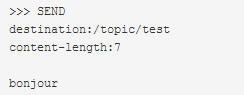 >>> SEND
destination:/topic/test
content-length:7

bonjour